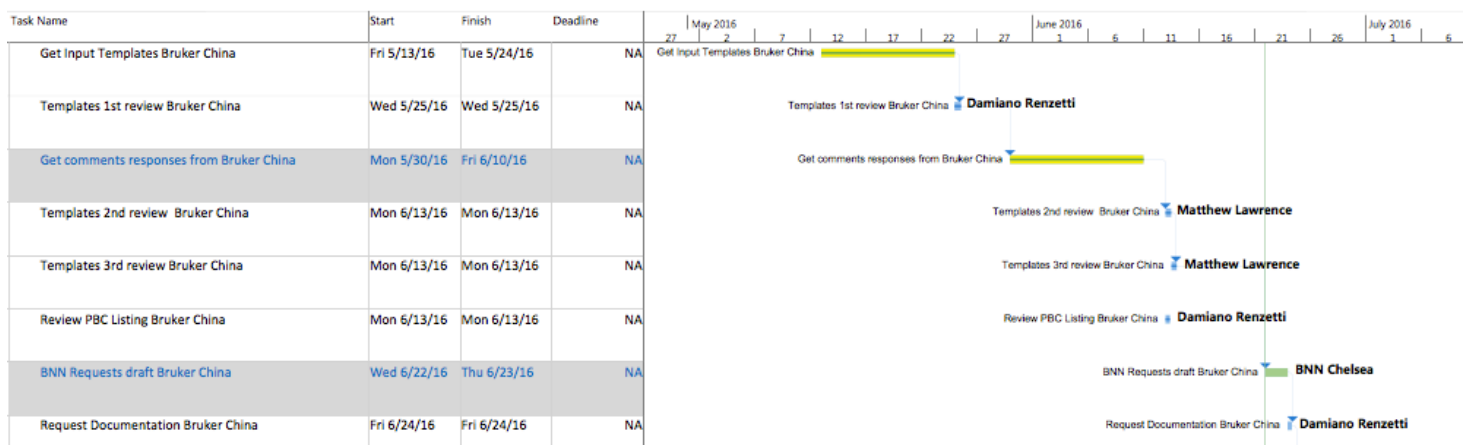 Task Name Start Finish Deadline May 2016 June 2016 July 2016
27 2 7 12 17 22 27 1 6 11 16 21 26 1 6
Get Input Templates Bruker China Fri 5/13/16 Tue 5/24/16 NA Get Input Templates Bruker China
Templates 1st review Bruker China Wed 5/25/16 Wed 5/25/16 NA Templates 1st review Bruker China Damiano Renzetti
Get comments responses from Bruker China Mon 5/30/16 Fri 6/10/16 NA Get comments responses from Bruker China
Templates 2nd review Bruker China Mon 6/13/16 Mon 6/13/16 NA Templates 2nd review Bruker China Matthew Lawrence
Templates 3rd review Bruker China Mon 6/13/16 Mon 6/13/16 NA Templates 3rd review Bruker China Matthew Lawrence
Review PBC Listing Bruker China Mon 6/13/16 Mon 6/13/16 NA Review PBC Listing Bruker China Damiano Renzetti
BNN Requests draft Bruker China Wed 6/22/16 Thu 6/23/16 NA BNN Requests draft Bruker China BNN Chelsea
Request Documentation Bruker China Fri 6/24/16 Fri 6/24/16 NA Request Documentation Bruker China Damiano Renzetti